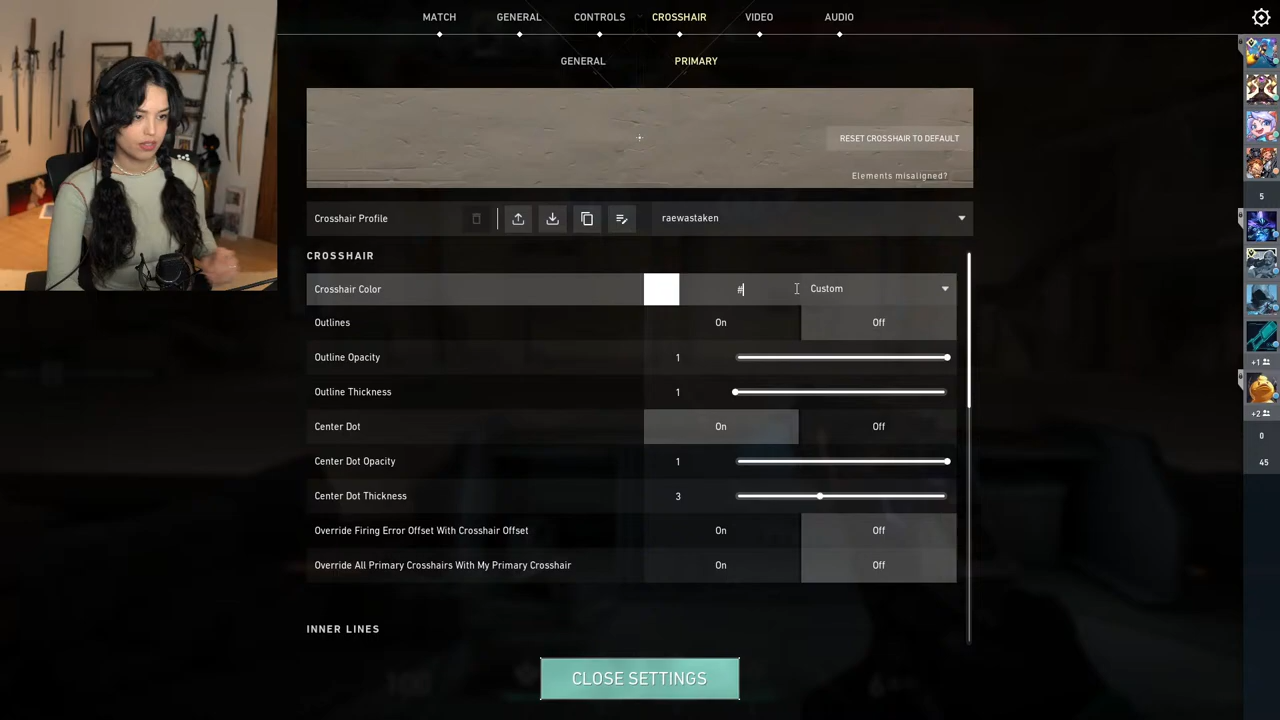 MATCH GENERAL CONTROLS CROSSHAIR VIDEO AUDIO
GENERAL PRIMARY
RESET CROSSHAIR TO DEFAULT
Elements misaligned?
Crosshair Profile raewastaken
CROSSHAIR
Crosshair Color # Custom
Outlines On Off
Outline Opacity 1
Outline Thickness 1
Center Dot On Off
Center Dot Opacity 1
Center Dot Thickness 3
Override Firing Error Offset With Crosshair Offset On Off
Override All Primary Crosshairs With My Primary Crosshair On Off
INNER LINES
CLOSE SETTINGS
5
+1
+2
0
45